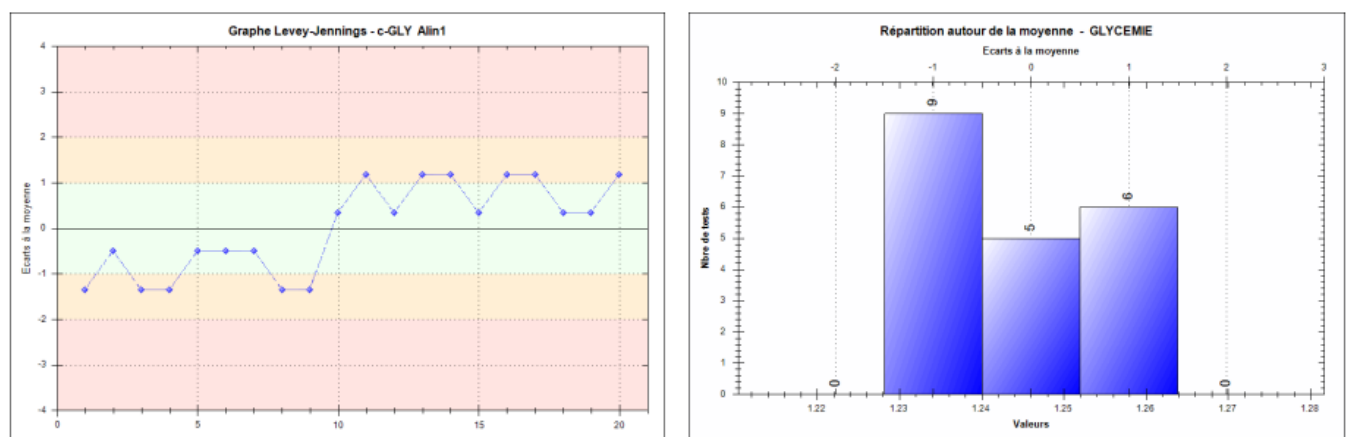 Graphe Levey-Jennings - c-GLY Alin1
Ecarts à la moyenne
4
3
2
1
0
-1
-2
-3
-4
0 5 10 15 20
Répartition autour de la moyenne - GLYCEMIE
Ecarts à la moyenne
-2 -1 0 1 2 3
Nbre de tests
10
9
8
7
6
5
4
3
2
1
0
0 9 5 6 0
1.22 1.23 1.24 1.25 1.26 1.27 1.28
Valeurs